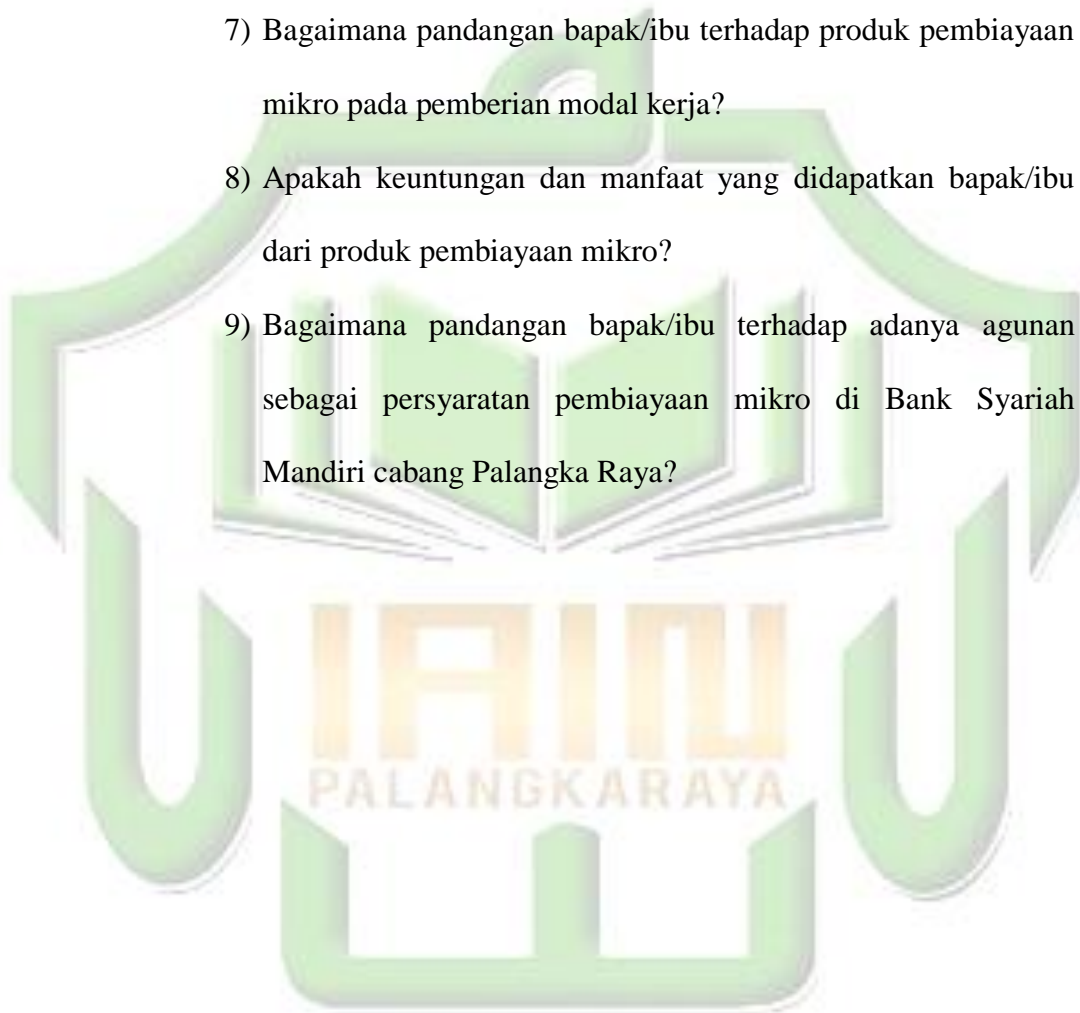 7) Bagaimana pandangan bapak/ibu terhadap produk pembiayaan
mikro pada pemberian modal kerja?
8) Apakah keuntungan dan manfaat yang didapatkan bapak/ibu
dari produk pembiayaan mikro?
9) Bagaimana pandangan bapak/ibu terhadap adanya agunan
sebagai persyaratan pembiayaan mikro di Bank Syariah
Mandiri cabang Palangka Raya?
IAIN
PALANGKARAYA